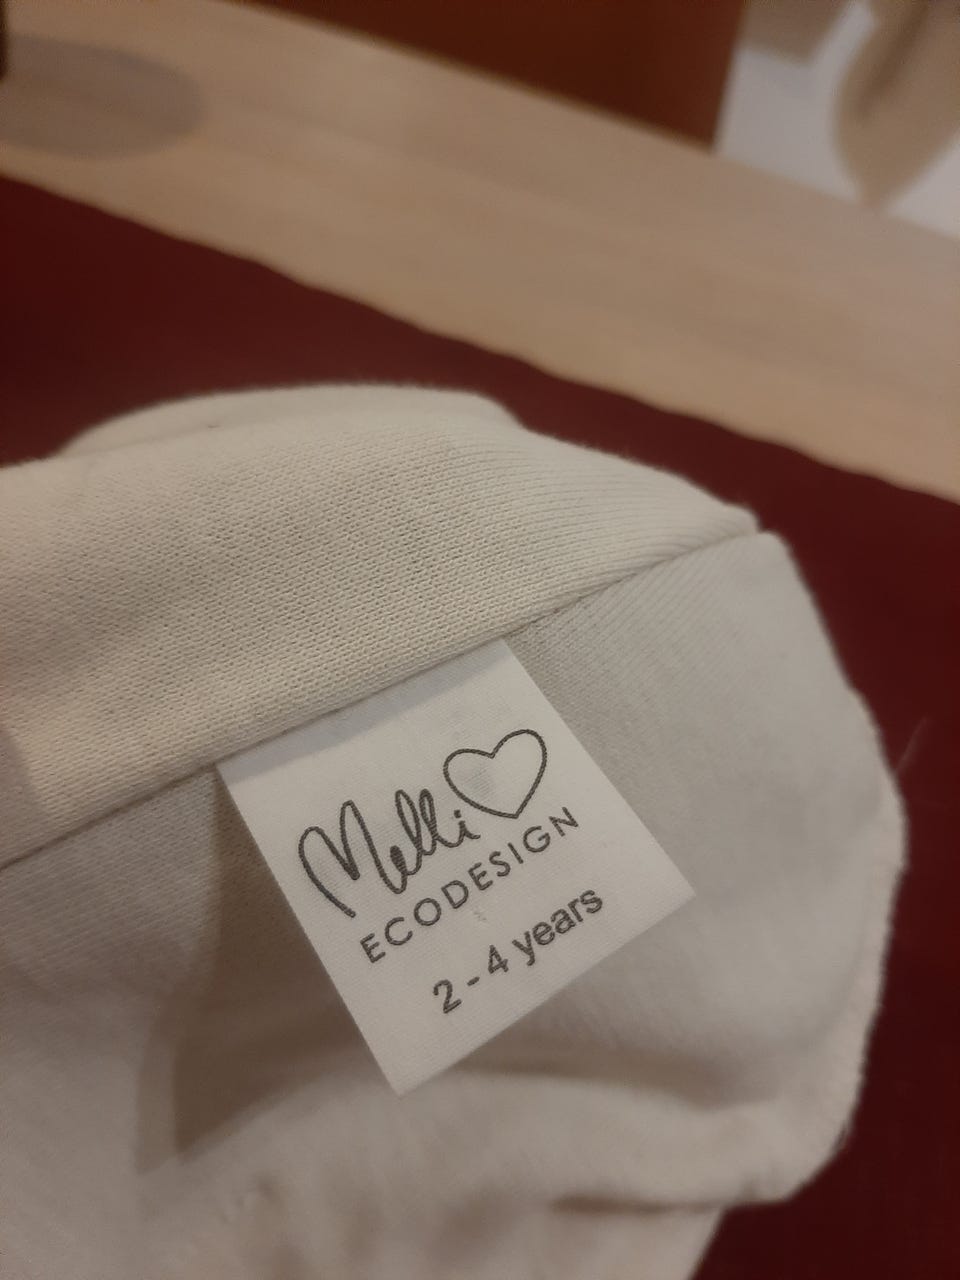 Melli
ECODESIGN
2 - 4 years